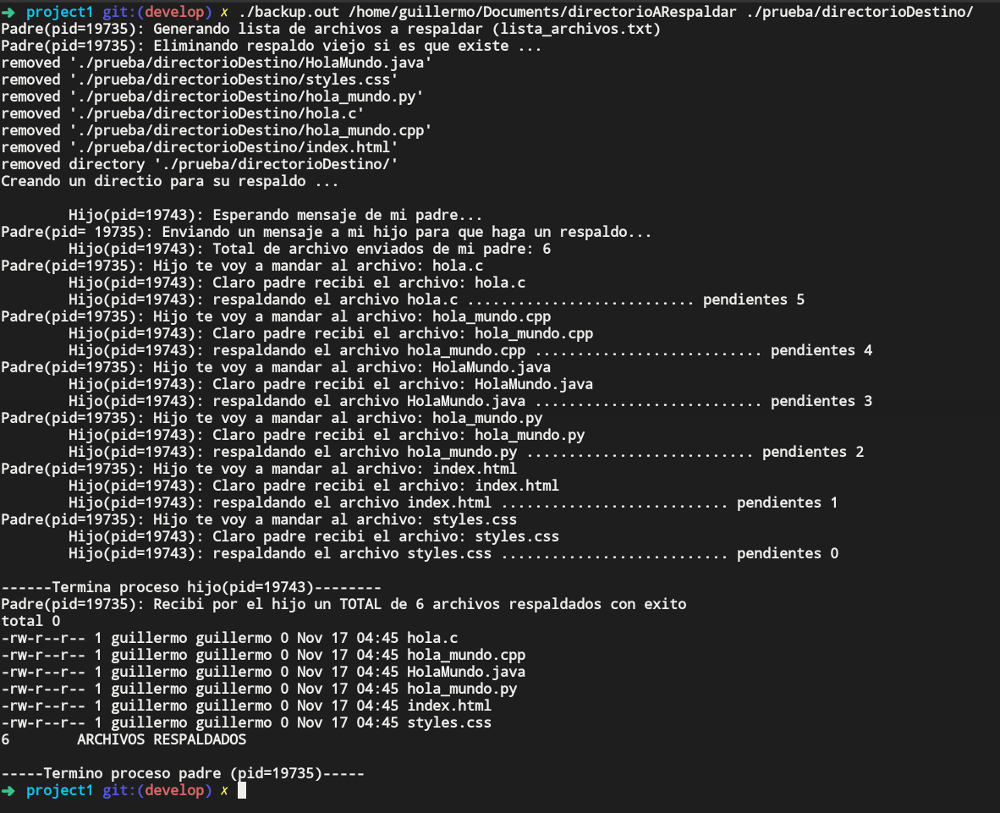 ➜  project1 git:(develop) ✗ ./backup.out /home/guillermo/Documents/directorioARespaldar ./prueba/directorioDestino/
Padre(pid=19735): Generando lista de archivos a respaldar (lista_archivos.txt)
Padre(pid=19735): Eliminando respaldo viejo si es que existe ...
removed './prueba/directorioDestino/HolaMundo.java'
removed './prueba/directorioDestino/styles.css'
removed './prueba/directorioDestino/hola_mundo.py'
removed './prueba/directorioDestino/hola.c'
removed './prueba/directorioDestino/hola_mundo.cpp'
removed './prueba/directorioDestino/index.html'
removed directory './prueba/directorioDestino/'
Creando un directio para su respaldo ...

        Hijo(pid=19743): Esperando mensaje de mi padre...
Padre(pid= 19735): Enviando un mensaje a mi hijo para que haga un respaldo...
        Hijo(pid=19743): Total de archivo enviados de mi padre: 6
Padre(pid=19735): Hijo te voy a mandar al archivo: hola.c
        Hijo(pid=19743): Claro padre recibi el archivo: hola.c
        Hijo(pid=19743): respaldando el archivo hola.c ........................... pendientes 5
Padre(pid=19735): Hijo te voy a mandar al archivo: hola_mundo.cpp
        Hijo(pid=19743): Claro padre recibi el archivo: hola_mundo.cpp
        Hijo(pid=19743): respaldando el archivo hola_mundo.cpp ........................... pendientes 4
Padre(pid=19735): Hijo te voy a mandar al archivo: HolaMundo.java
        Hijo(pid=19743): Claro padre recibi el archivo: HolaMundo.java
        Hijo(pid=19743): respaldando el archivo HolaMundo.java ........................... pendientes 3
Padre(pid=19735): Hijo te voy a mandar al archivo: hola_mundo.py
        Hijo(pid=19743): Claro padre recibi el archivo: hola_mundo.py
        Hijo(pid=19743): respaldando el archivo hola_mundo.py ........................... pendientes 2
Padre(pid=19735): Hijo te voy a mandar al archivo: index.html
        Hijo(pid=19743): Claro padre recibi el archivo: index.html
        Hijo(pid=19743): respaldando el archivo index.html ........................... pendientes 1
Padre(pid=19735): Hijo te voy a mandar al archivo: styles.css
        Hijo(pid=19743): Claro padre recibi el archivo: styles.css
        Hijo(pid=19743): respaldando el archivo styles.css ........................... pendientes 0

------Termina proceso hijo(pid=19743)--------
Padre(pid=19735): Recibi por el hijo un TOTAL de 6 archivos respaldados con exito
total 0
-rw-r--r-- 1 guillermo guillermo 0 Nov 17 04:45 hola.c
-rw-r--r-- 1 guillermo guillermo 0 Nov 17 04:45 hola_mundo.cpp
-rw-r--r-- 1 guillermo guillermo 0 Nov 17 04:45 HolaMundo.java
-rw-r--r-- 1 guillermo guillermo 0 Nov 17 04:45 hola_mundo.py
-rw-r--r-- 1 guillermo guillermo 0 Nov 17 04:45 index.html
-rw-r--r-- 1 guillermo guillermo 0 Nov 17 04:45 styles.css
6        ARCHIVOS RESPALDADOS

-----Termino proceso padre (pid=19735)-----
➜  project1 git:(develop) ✗